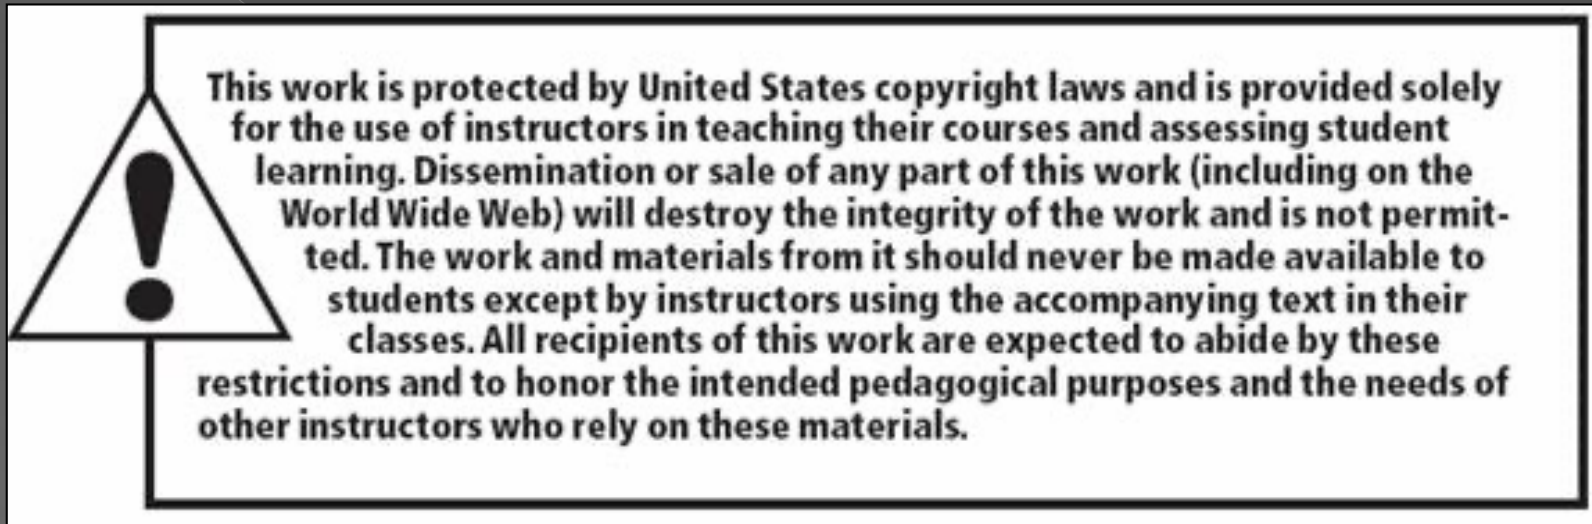 This work is protected by United States copyright laws and is provided solely
for the use of instructors in teaching their courses and assessing student
learning. Dissemination or sale of any part of this work (including on the
World Wide Web) will destroy the integrity of the work and is not permit-
ted. The work and materials from it should never be made available to
students except by instructors using the accompanying text in their
classes. All recipients of this work are expected to abide by these
restrictions and to honor the intended pedagogical purposes and the needs of
other instructors who rely on these materials.